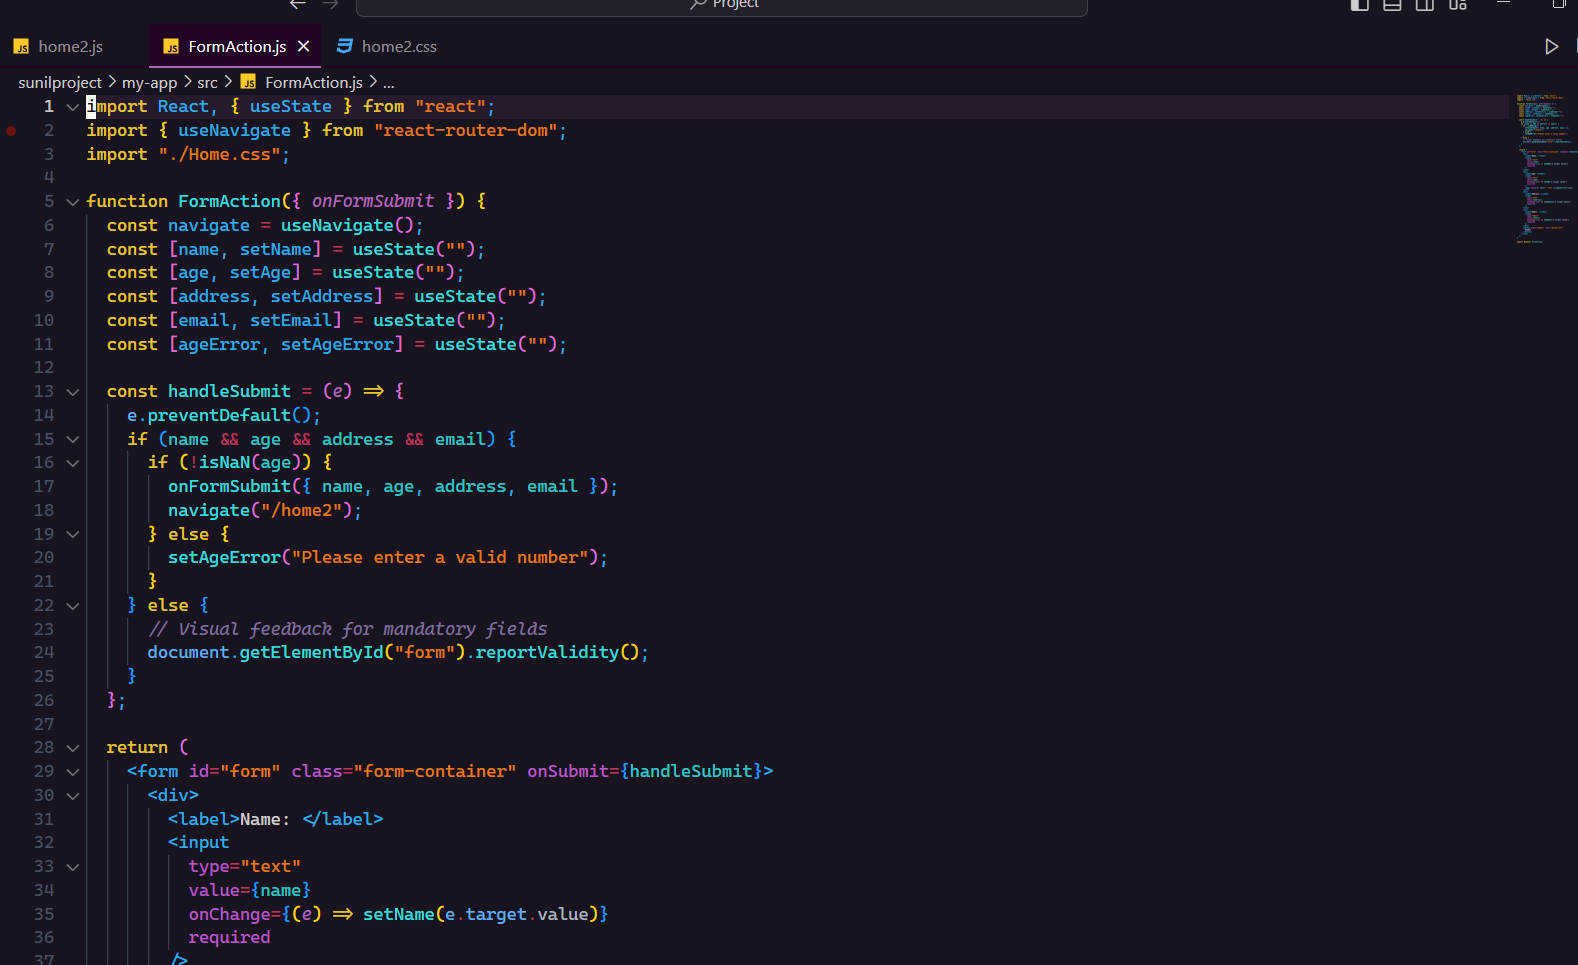 Project
home2.js
FormAction.js
home2.css
sunilproject > my-app > src > FormAction.js > ...
1 import React, { useState } from "react";
2 import { useNavigate } from "react-router-dom";
3 import "./Home.css";
4
5 function FormAction({ onFormSubmit }) {
6 const navigate = useNavigate();
7 const [name, setName] = useState("");
8 const [age, setAge] = useState("");
9 const [address, setAddress] = useState("");
10 const [email, setEmail] = useState("");
11 const [ageError, setAgeError] = useState("");
12
13 const handleSubmit = (e) => {
14 e.preventDefault();
15 if (name && age && address && email) {
16 if (!isNaN(age)) {
17 onFormSubmit({ name, age, address, email });
18 navigate("/home2");
19 } else {
20 setAgeError("Please enter a valid number");
21 }
22 } else {
23 // Visual feedback for mandatory fields
24 document.getElementById("form").reportValidity();
25 }
26 };
27
28 return (
29 <form id="form" class="form-container" onSubmit={handleSubmit}>
30 <div>
31 <label>Name: </label>
32 <input
33 type="text"
34 value={name}
35 onChange={(e) => setName(e.target.value)}
36 required
37 />